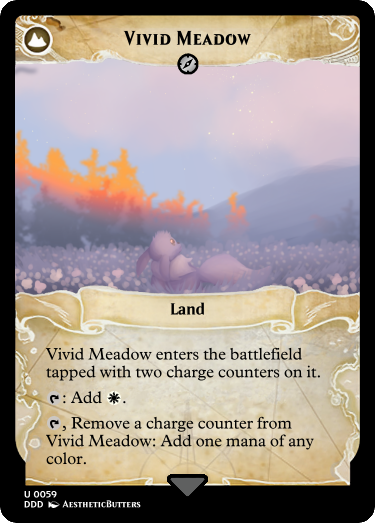 Vivid Meadow
Land
Vivid Meadow enters the battlefield
tapped with two charge counters on it.
: Add .
, Remove a charge counter from
Vivid Meadow: Add one mana of any
color.
U 0059
DDD AestheticButters